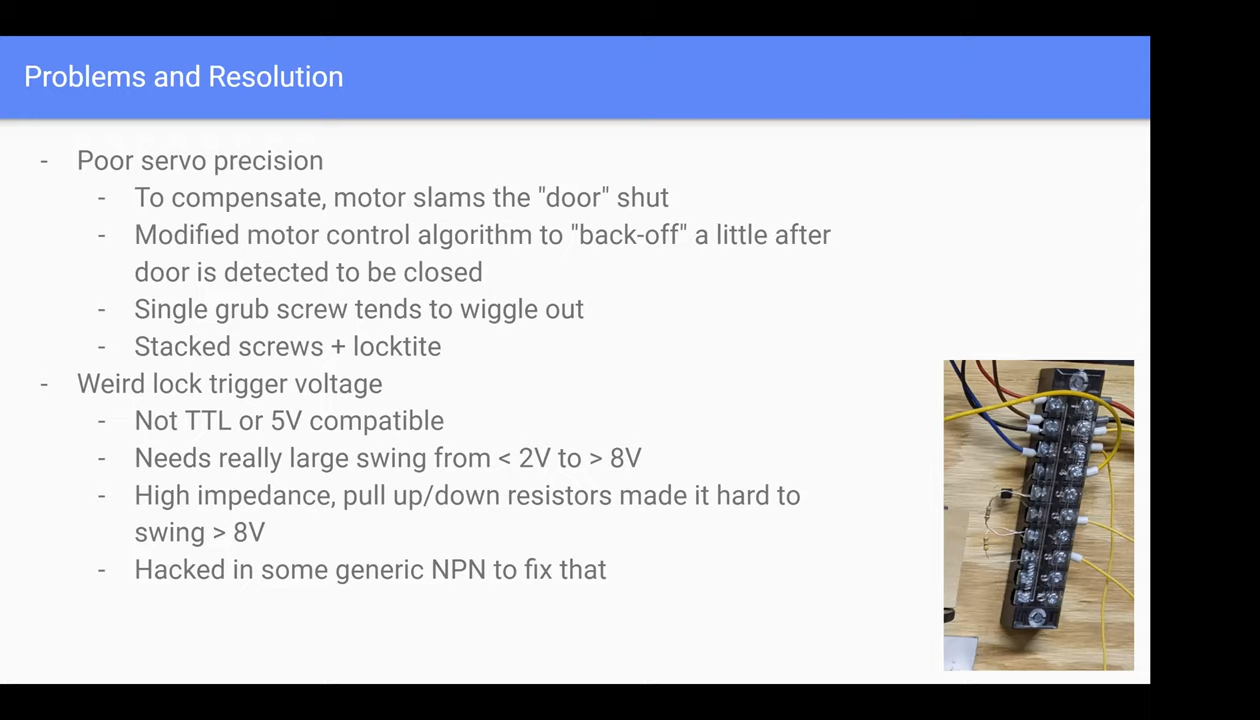 Problems and Resolution
- Poor servo precision
- To compensate, motor slams the "door" shut
- Modified motor control algorithm to "back-off" a little after
door is detected to be closed
- Single grub screw tends to wiggle out
- Stacked screws + locktite
- Weird lock trigger voltage
- Not TTL or 5V compatible
- Needs really large swing from < 2V to > 8V
- High impedance, pull up/down resistors made it hard to
swing > 8V
- Hacked in some generic NPN to fix that